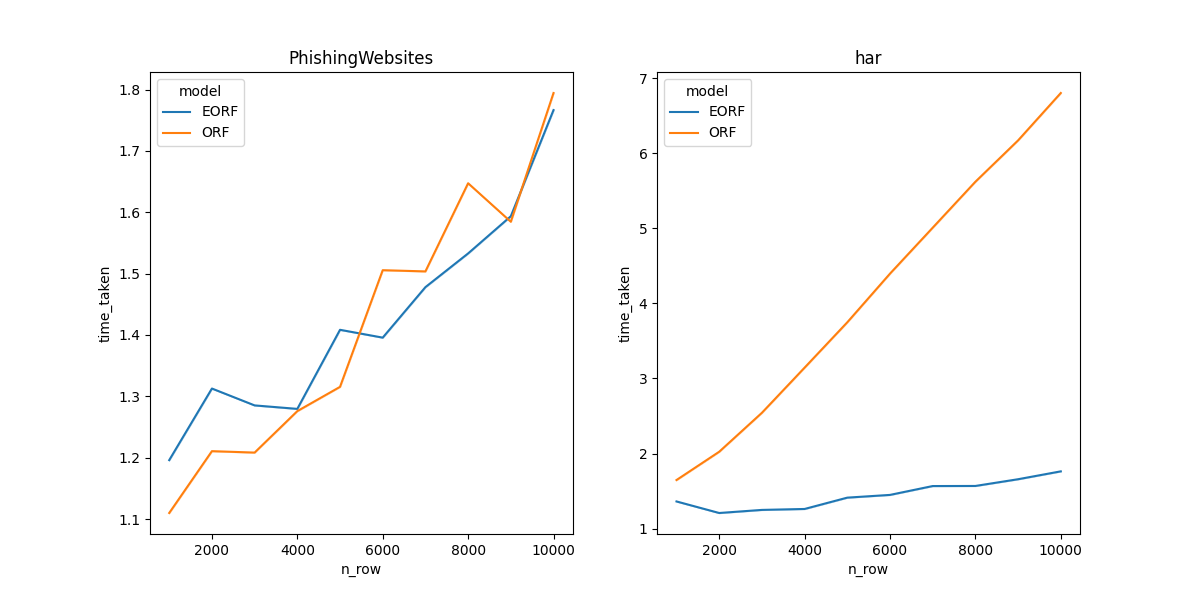 PhishingWebsites
model
EORF
ORF
1.8
1.7
1.6
1.5
1.4
1.3
1.2
1.1
time_taken
2000 4000 6000 8000 10000
n_row
har
model
EORF
ORF
7
6
5
4
3
2
1
time_taken
2000 4000 6000 8000 10000
n_row